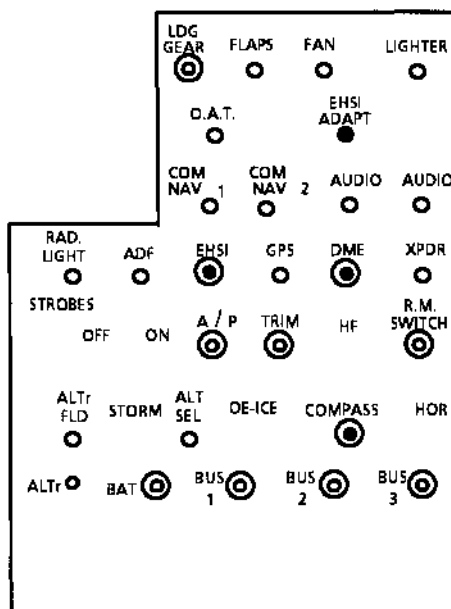 LDG
GEAR FLAPS FAN LIGHTER
O.A.T. EHSI
ADAPT
COM
NAV 1 COM
NAV 2 AUDIO AUDIO
RAD.
LIGHT ADF EHSI GPS DME XPDR
STROBES
OFF ON A / P TRIM HF R.M.
SWITCH
ALTr
FLD STORM ALT
SEL DE-ICE COMPASS HOR
ALTr BAT BUS
1 BUS
2 BUS
3